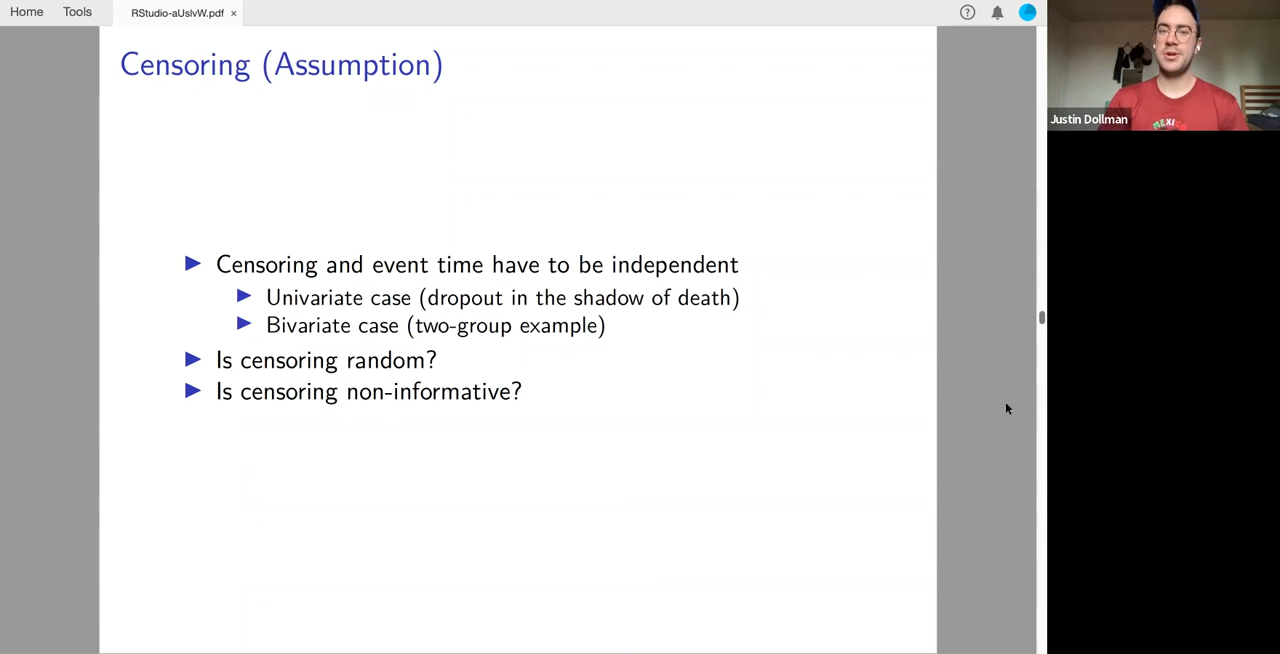 Home Tools RStudio-aUslvW.pdf ×
?
Censoring (Assumption)
Censoring and event time have to be independent
Univariate case (dropout in the shadow of death)
Bivariate case (two-group example)
Is censoring random?
Is censoring non-informative?
MEXICO
Justin Dollman